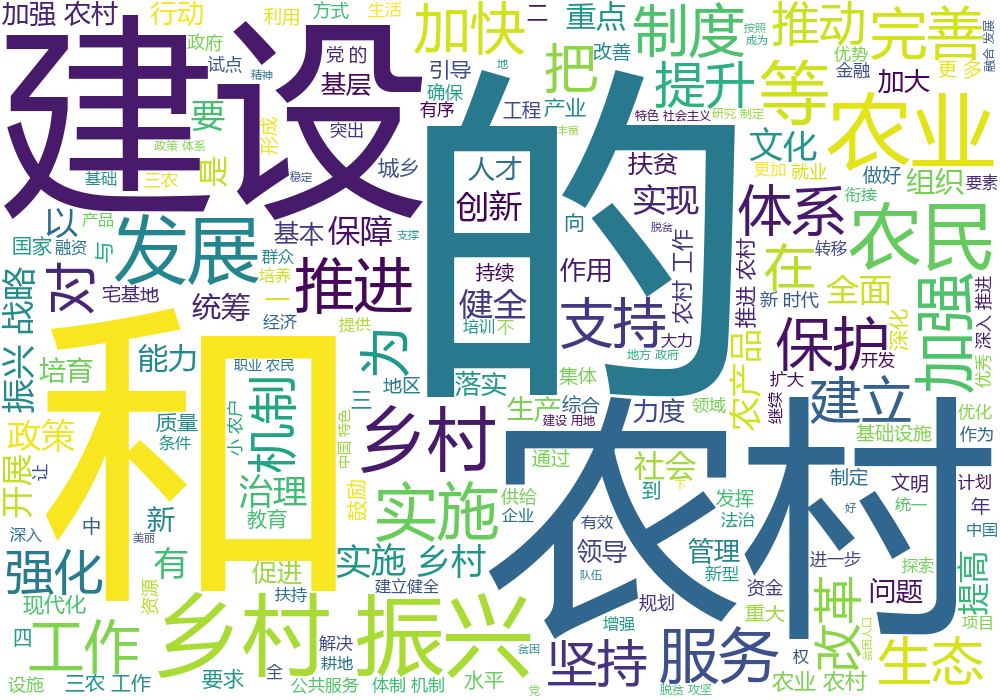 加强 农村
行动
利用
方式
生活
二
重点
按照
成为
融合 发展
建设
政府
试点
精神
党 的
基层
引导
确保
有序
加快
地
把
改善
制度
提升
推动
等
完善
优势
金融
更 多
加大
农业
的
工程
产业
丰富
特色 社会主义
研究 制定
要
是
形成
突出
政策 体系
基础
三农
稳定
城乡
人才
创新
扶贫
实现
文化
更加
就业
做好
组织
要素
衔接
体系
农民
以
产品
与
国家
融资
发展
基本
保障
支撑
群众
培养
一
向
脱贫
农村 工作
推进 农村
在
转移
新 时代
全面
深化
加强
深入 推进
优秀
战略
振兴
对
宅基地
统筹
经济
推进
提供
持续
作用
健全
培训
不
支持
大力
地方 政府
农产品
保护
开发
扩大
继续
和
能力
培育
职业 农民
为
地区
三
落实
集体
生产
综合
建设 用地
力度
领域
建立
优化
作为
基础设施
政策
质量
条件
小 农户
机制
中国 特色
乡村
通过
社会
农村
制定
文明
计划
年
统一
中国
好
开展
让
深入
中
美丽
新
治理
教育
鼓励
实施
供给
企业
到
发挥
法治
有效
领导
队伍
管理
新型
进一步
探索
提高
项目
强化
有
促进
扶持
实施 乡村
建立健全
资金
重大
改革
问题
现代化
资源
规划
增强
四
工作
乡村 振兴
解决
耕地
全
贫困
坚持
服务
贫困人口
权
生态
设施
三农 工作
要求
公共服务
体制 机制
水平
党
脱贫 攻坚
农业 农村